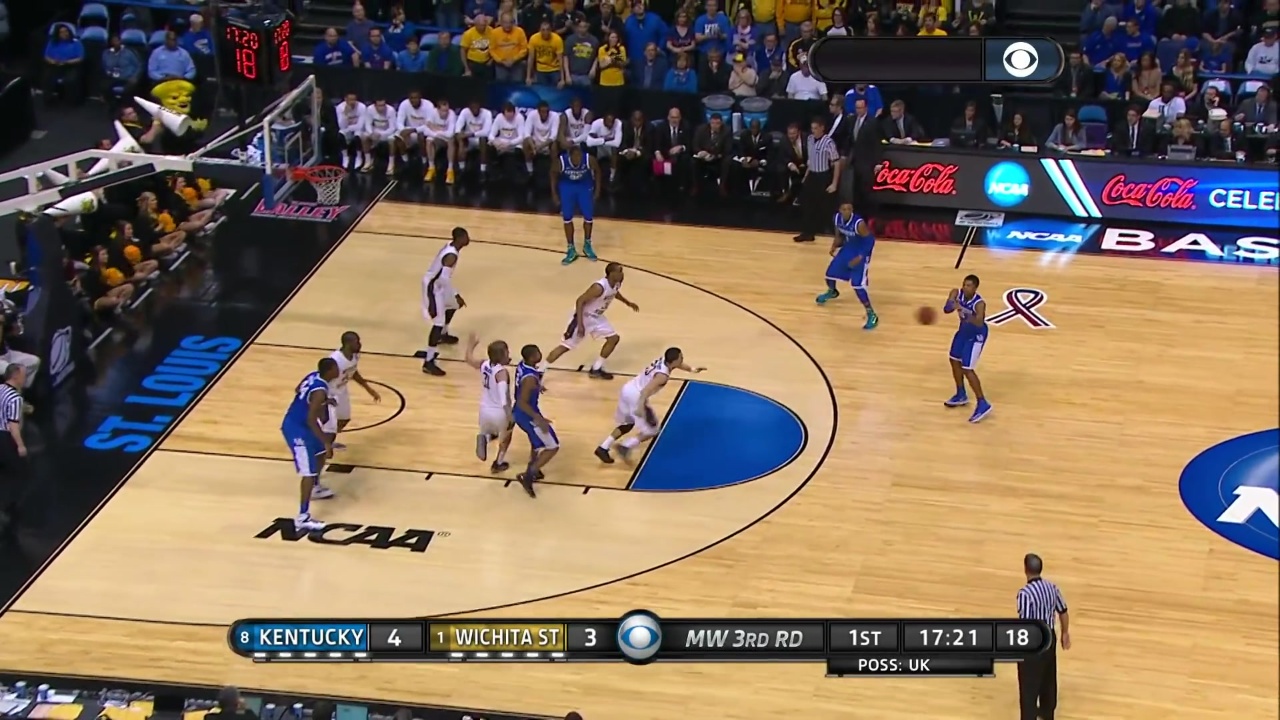 17:20
18
Coca-Cola
NCAA
Coca-Cola
CELE
NCAA
BAS
VALLEY
ST. LOUIS
NCAA
8 KENTUCKY 4 1 WICHITA ST 3 MW 3RD RD 1ST 17:21 18
POSS: UK